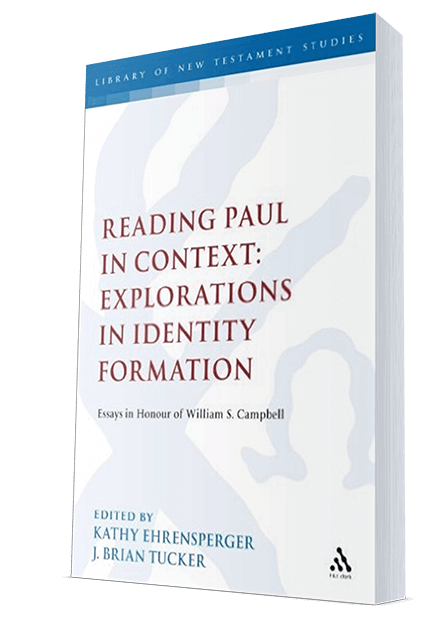 LIBRARY OF NEW TESTAMENT STUDIES
READING PAUL
IN CONTEXT:
EXPLORATIONS
IN IDENTITY
FORMATION
Essays in Honour of William S. Campbell
EDITED BY
KATHY EHRENSPERGER
J. BRIAN TUCKER
t & t clark